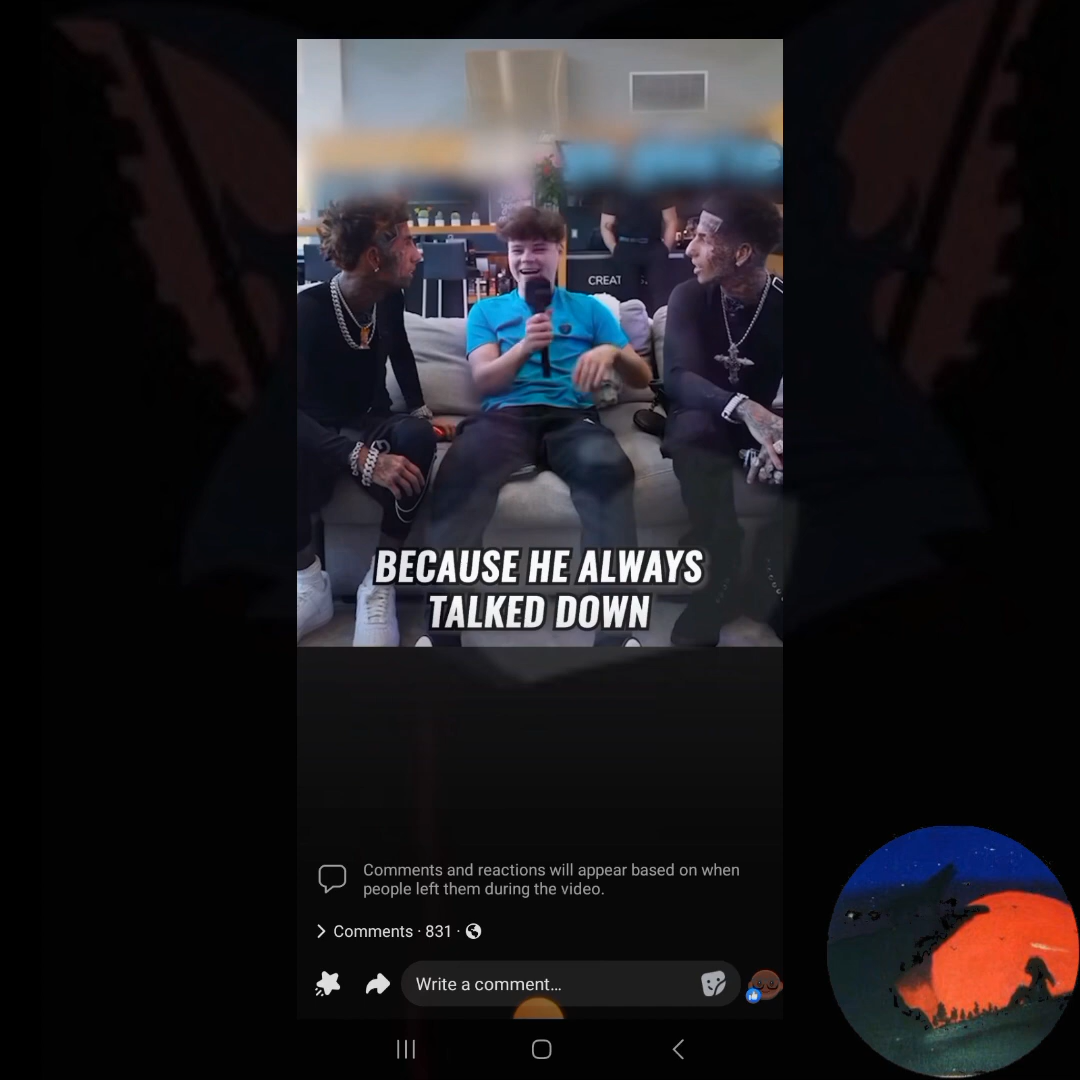 CREAT
BECAUSE HE ALWAYS
TALKED DOWN
Comments and reactions will appear based on when
people left them during the video.
Comments · 831 ·
Write a comment...